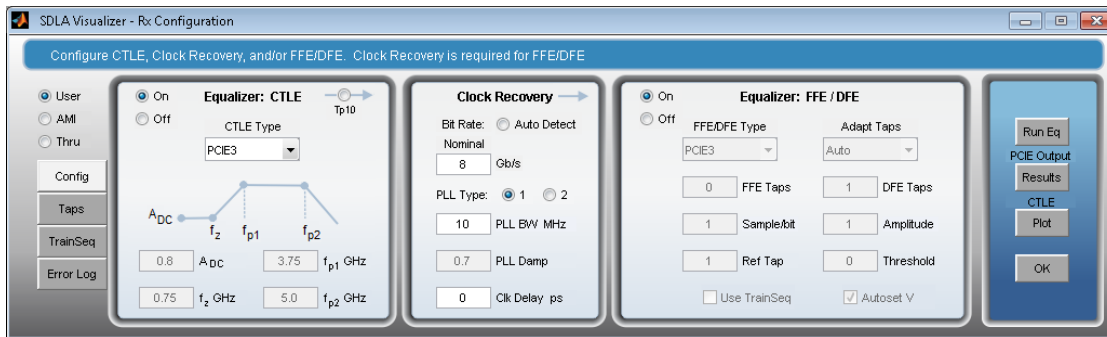 SDLA Visualizer - Rx Configuration
Configure CTLE, Clock Recovery, and/or FFE/DFE. Clock Recovery is required for FFE/DFE
User
AMI
Thru
Config
Taps
TrainSeq
Error Log
On
Off
Equalizer: CTLE
Tp10
CTLE Type
PCIE3
ADC
fz
fp1
fp2
0.8 ADC
3.75 fp1 GHz
0.75 fz GHz
5.0 fp2 GHz
Clock Recovery
Bit Rate: Auto Detect
Nominal
8 Gb/s
PLL Type: 1 2
10 PLL BW MHz
0.7 PLL Damp
0 Clk Delay ps
On
Off
Equalizer: FFE / DFE
FFE/DFE Type
Adapt Taps
PCIE3
Auto
0 FFE Taps
1 DFE Taps
1 Sample/bit
1 Amplitude
1 Ref Tap
0 Threshold
Use TrainSeq
Autoset V
Run Eq
PCIE Output
Results
CTLE
Plot
OK